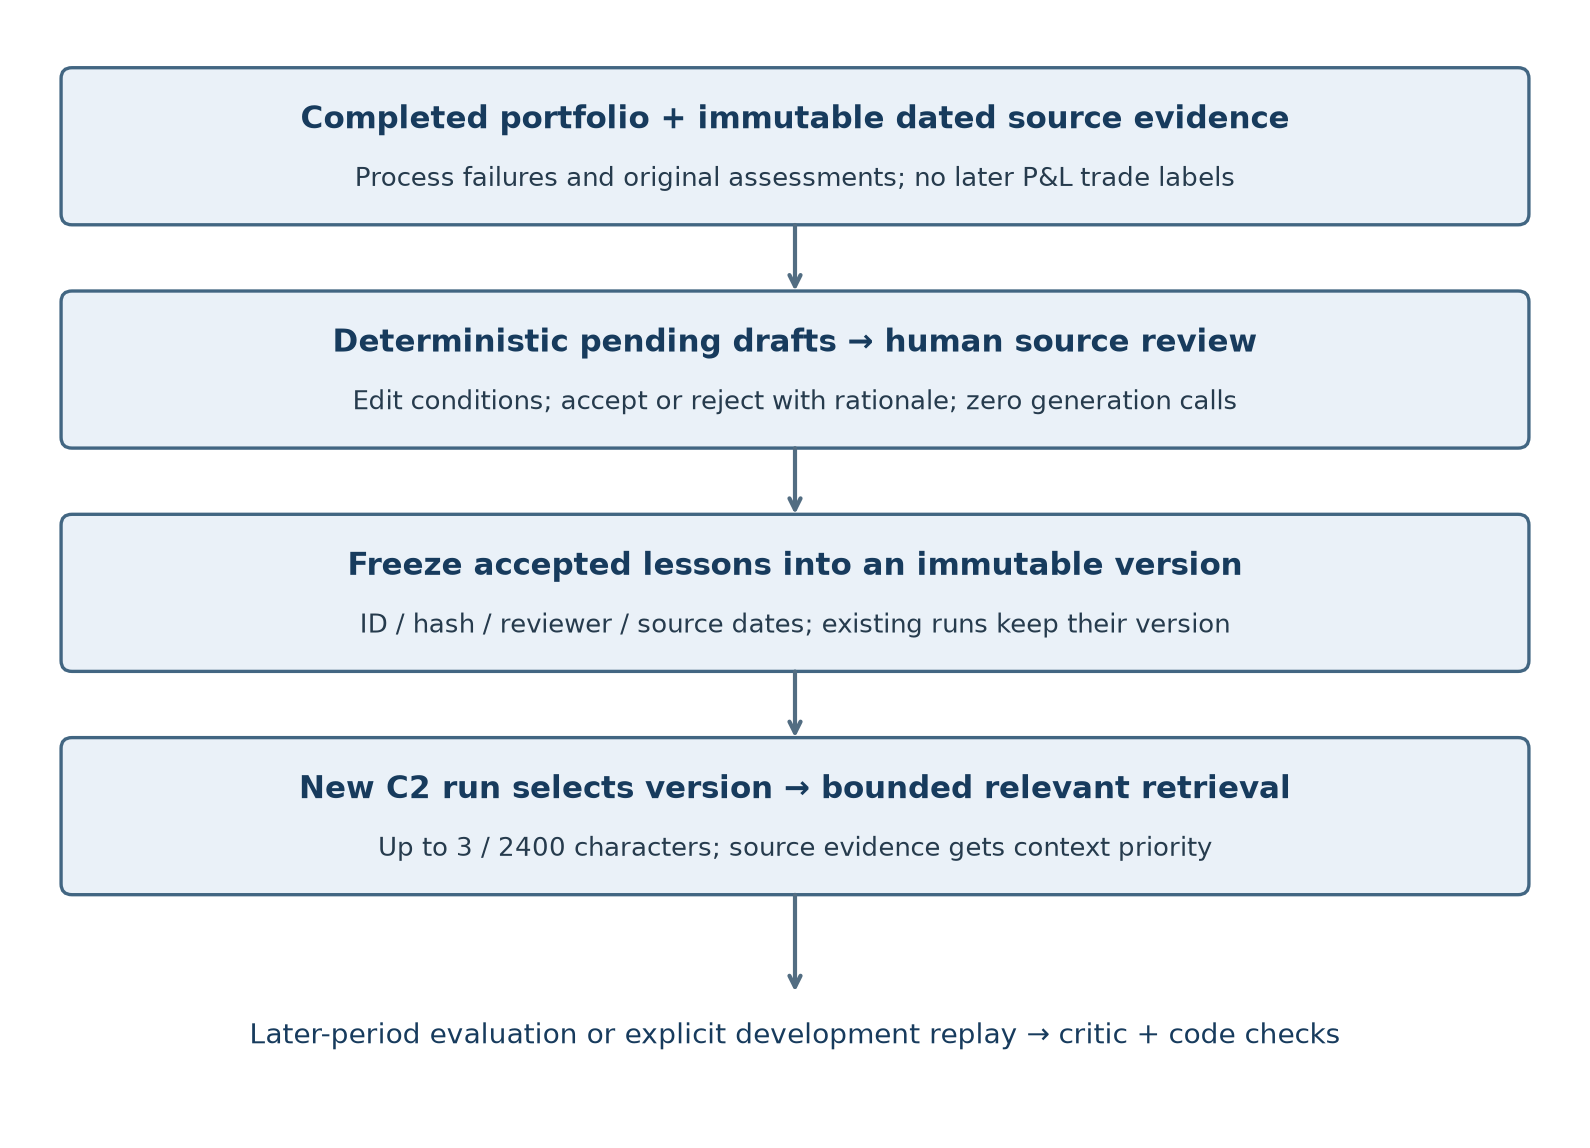 Completed portfolio + immutable dated source evidence
Process failures and original assessments; no later P&L trade labels
Deterministic pending drafts → human source review
Edit conditions; accept or reject with rationale; zero generation calls
Freeze accepted lessons into an immutable version
ID / hash / reviewer / source dates; existing runs keep their version
New C2 run selects version → bounded relevant retrieval
Up to 3 / 2400 characters; source evidence gets context priority
Later-period evaluation or explicit development replay → critic + code checks